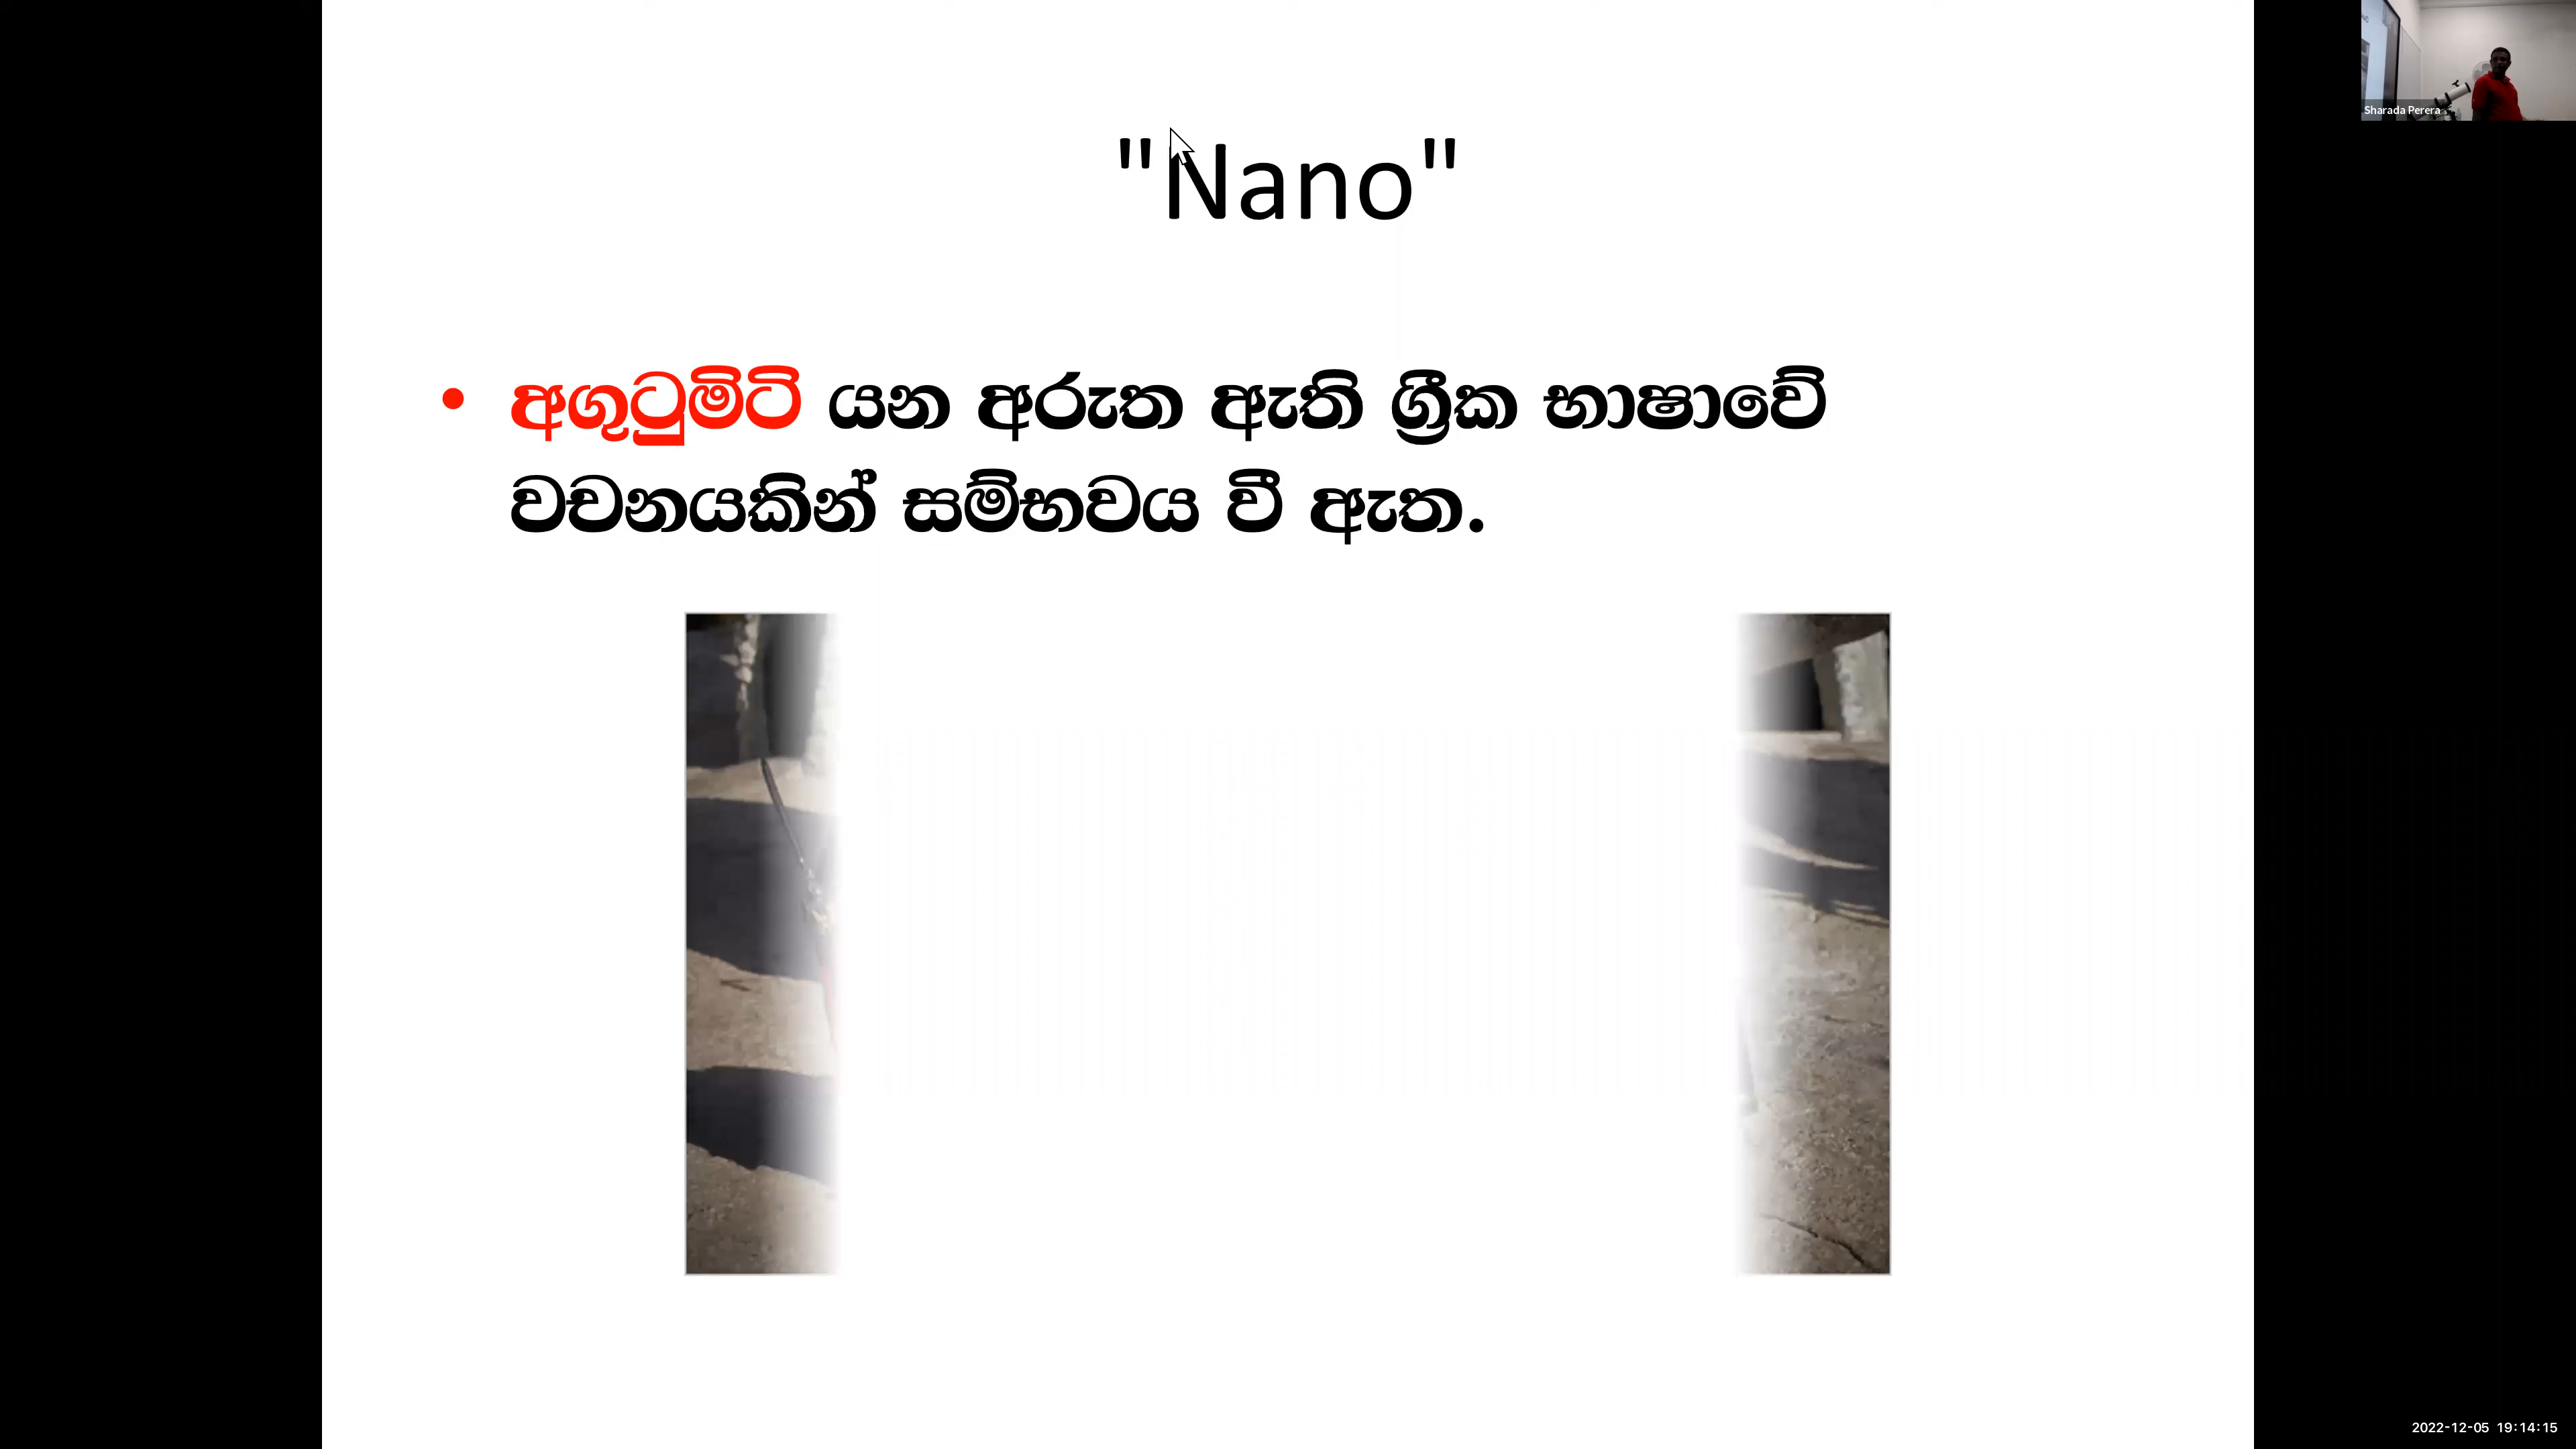 Sharada Perera
"Nano"
• අගුටුමිටි යන අරුත ඇති ග්‍රීක භාෂාවේ
වචනයකින් සම්භවය වී ඇත.
2022-12-05 19:14:15